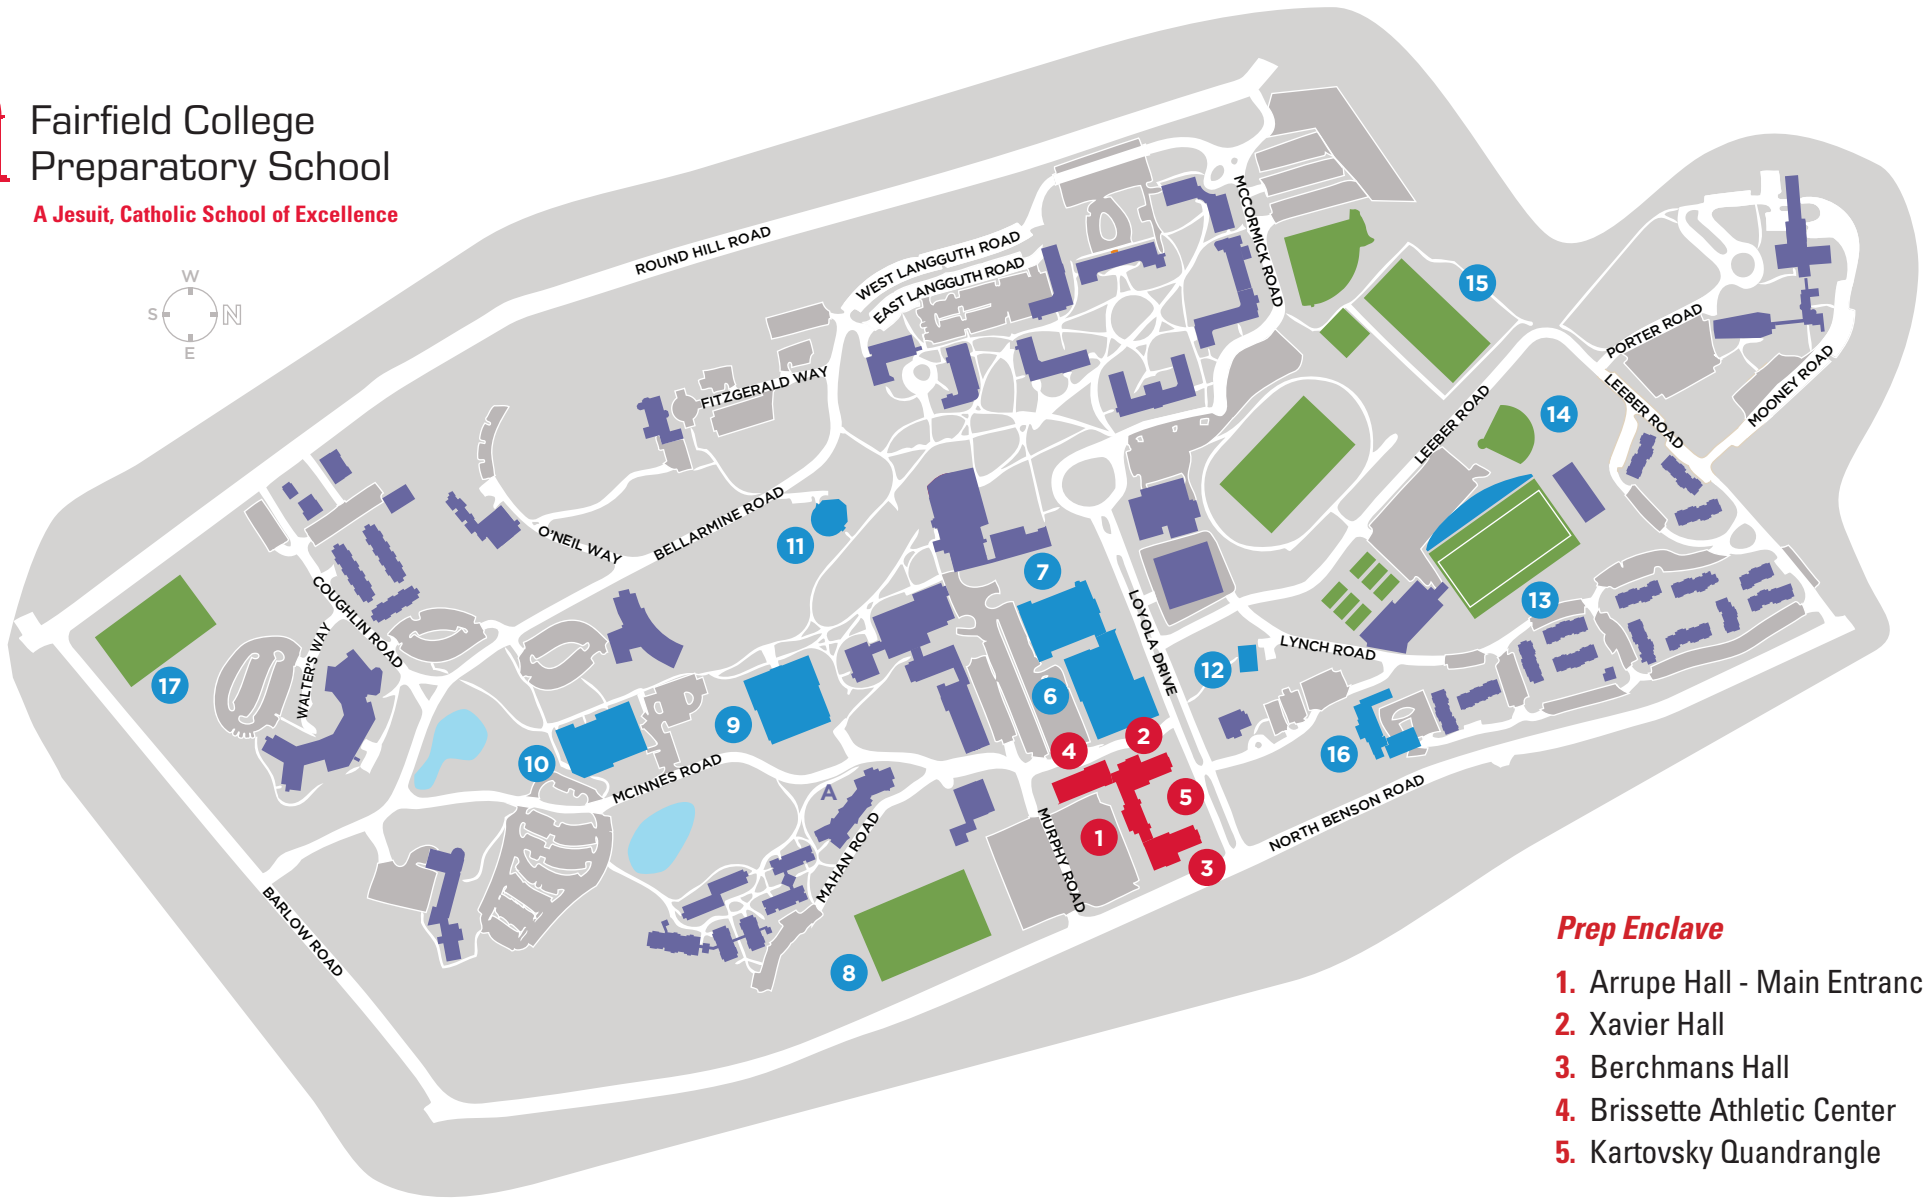 Fairfield College
Preparatory School
A Jesuit, Catholic School of Excellence
W
S
N
E
ROUND HILL ROAD
WEST LANGGUTH ROAD
EAST LANGGUTH ROAD
MCCORMICK ROAD
15
PORTER ROAD
LEEBER ROAD
MOONEY ROAD
LEEBER ROAD
14
FITZGERALD WAY
BELLARMINE ROAD
O'NEIL WAY
11
7
LOYOLA DRIVE
13
LYNCH ROAD
12
COUGHLIN ROAD
WALTER'S WAY
17
6
9
10
MCINNES ROAD
4
2
16
5
A
MAHAN ROAD
MURPHY ROAD
1
3
NORTH BENSON ROAD
BARLOW ROAD
8
Prep Enclave
1. Arrupe Hall - Main Entranc
2. Xavier Hall
3. Berchmans Hall
4. Brissette Athletic Center
5. Kartovsky Quandrangle